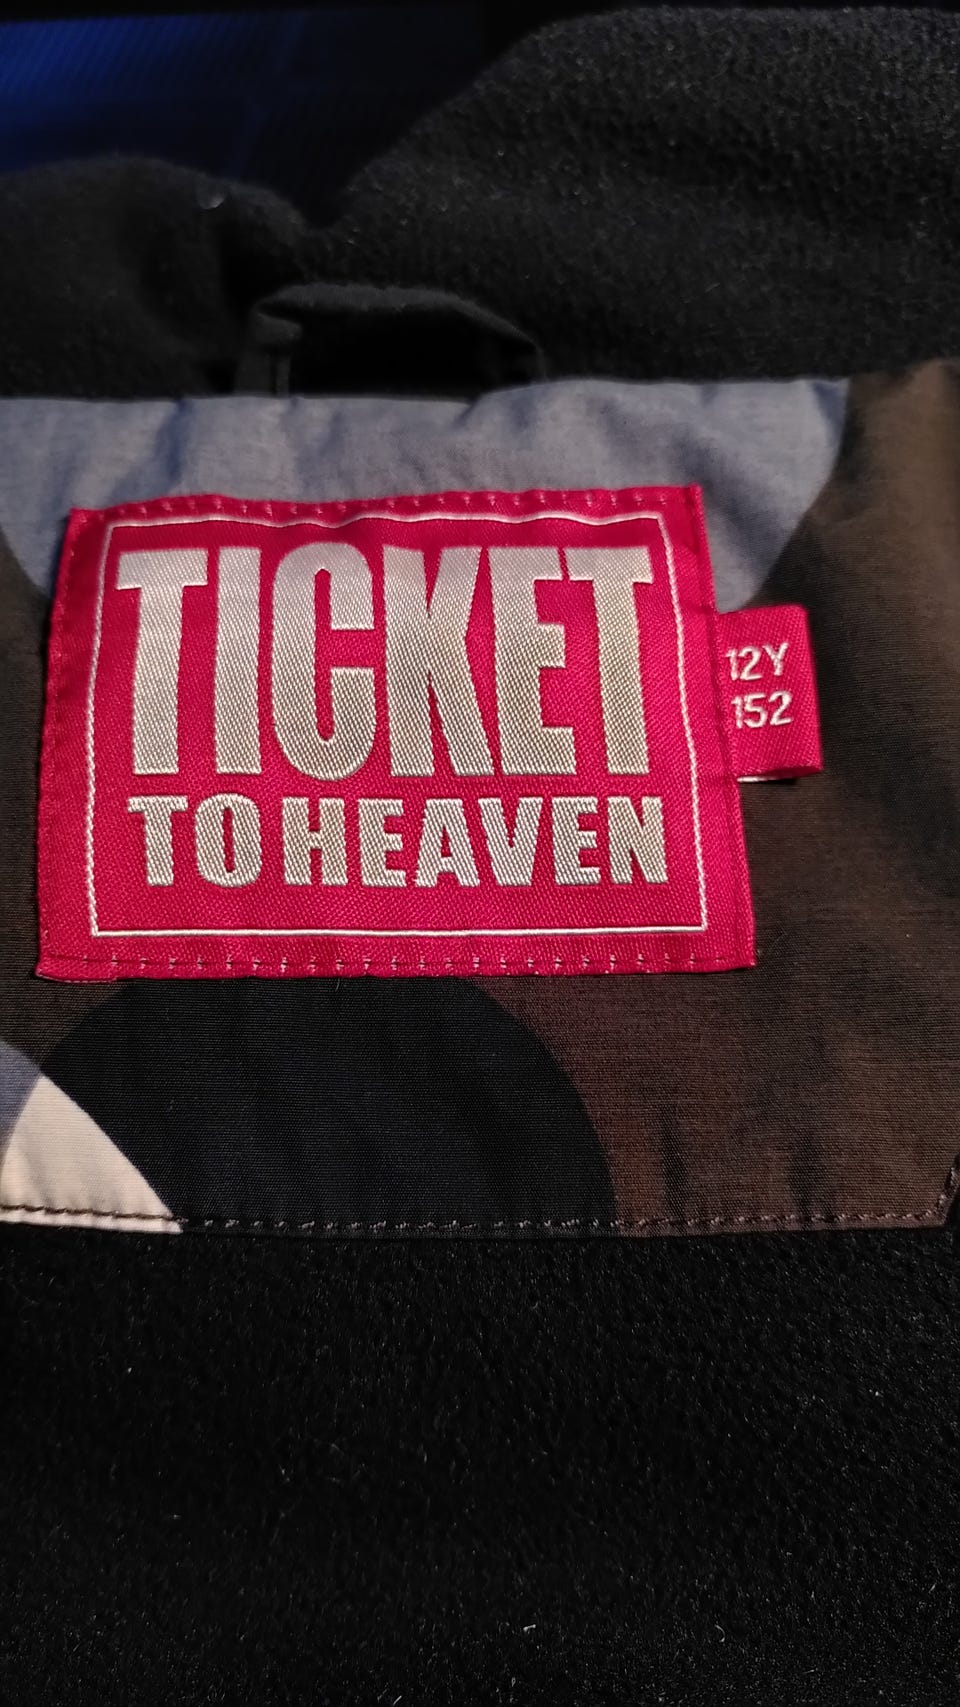 TICKET
TO HEAVEN
12Y
152